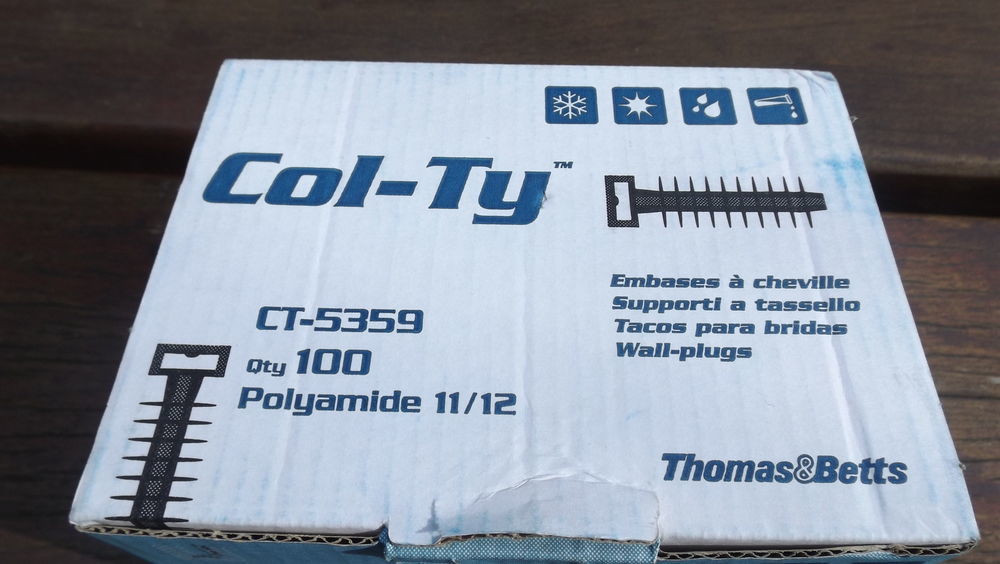 Col-Ty™
Embases à cheville
Supporti a tassello
Tacos para bridas
Wall-plugs
CT-5359
Qty 100
Polyamide 11/12
Thomas&Betts